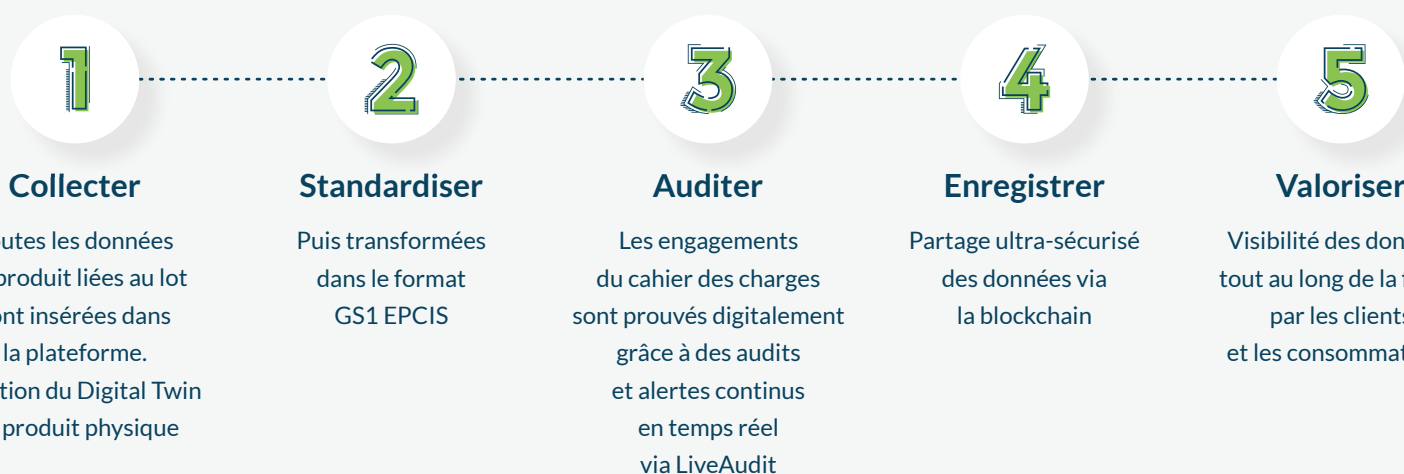 1
2
3
4
5
Collecter
les données
produit liées au lot
insérées dans
la plateforme.
du Digital Twin
produit physique
Standardiser
Puis transformées
dans le format
GS1 EPCIS
Auditer
Les engagements
du cahier des charges
sont prouvés digitalement
grâce à des audits
et alertes continus
en temps réel
via LiveAudit
Enregistrer
Partage ultra-sécurisé
des données via
la blockchain
Valoriser
Visibilité des
tout au long de la
par les clients
et les